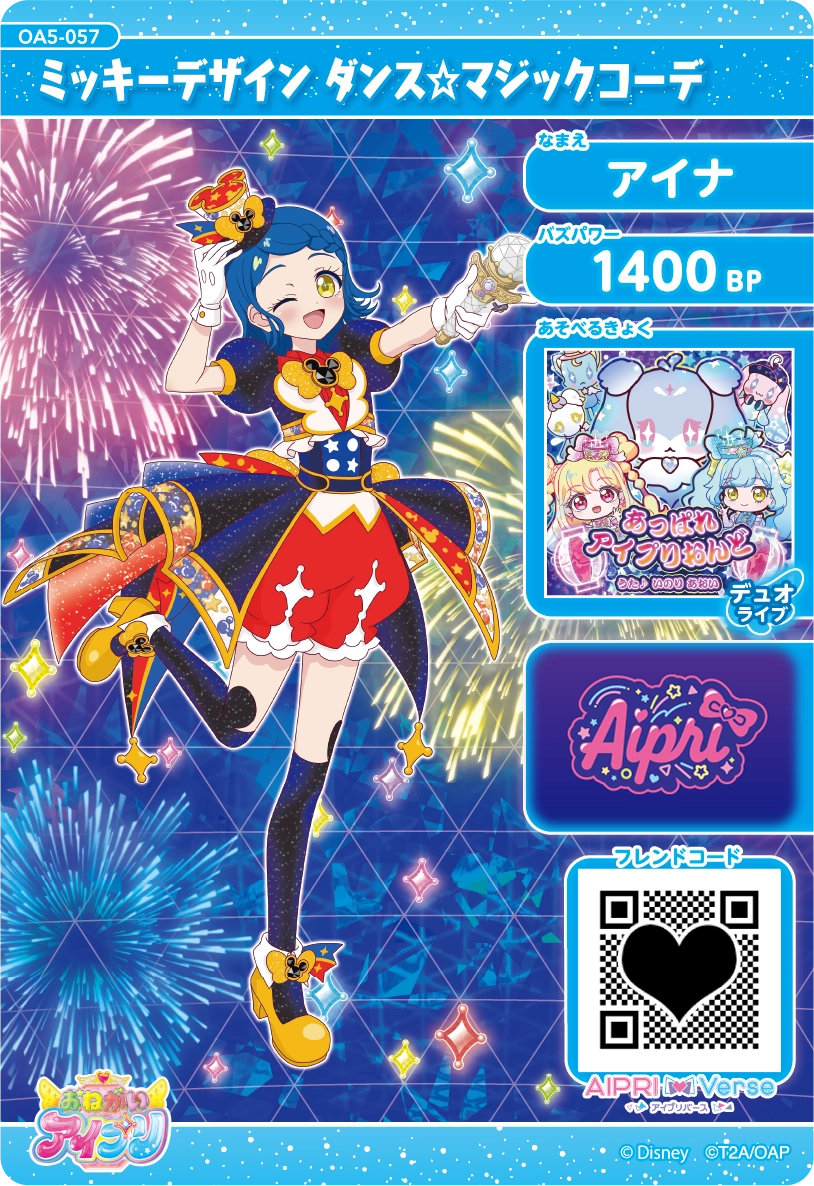 OA5-057
ミッキーデザイン ダンス☆マジックコーデ
なまえ
アイナ
バズパワー
1400 BP
あそべるきょく
あっぱれ
アイプリおんど
うた♪ いのり あおい
デュオ
ライブ
Aipri
フレンドコード
AIPRI Verse
アイプリバース
おねがい
アイプリ
© Disney ©T2A/OAP